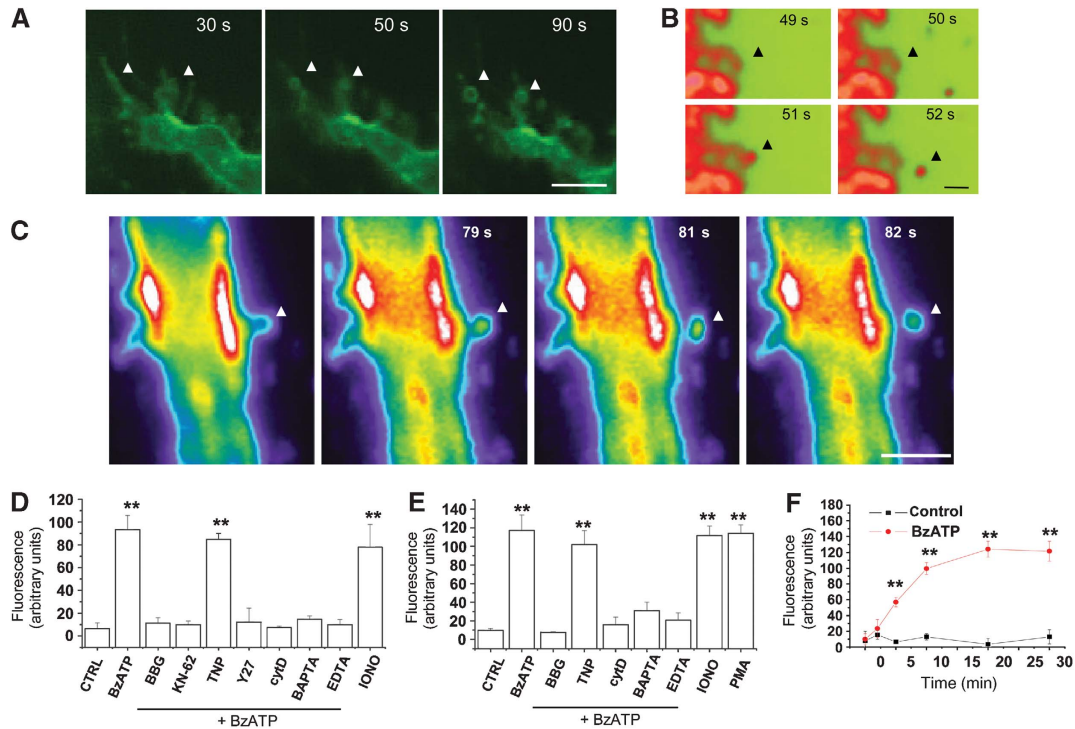 A
30 s
50 s
90 s
B
49 s
50 s
51 s
52 s
C
79 s
81 s
82 s
D
Fluorescence
(arbitrary units)
120
100
80
60
40
20
0
**
**
**
CTRL
BzATP
BBG
KN-62
TNP
Y27
cytD
BAPTA
EDTA
IONO
+ BzATP
E
Fluorescence
(arbitrary units)
140
120
100
80
60
40
20
0
**
**
**
**
CTRL
BzATP
BBG
TNP
cytD
BAPTA
EDTA
IONO
PMA
+ BzATP
F
Fluorescence
(arbitrary units)
180
160
140
120
100
80
60
40
20
0
Control
BzATP
**
**
**
**
0 5 10 15 20 25 30
Time (min)